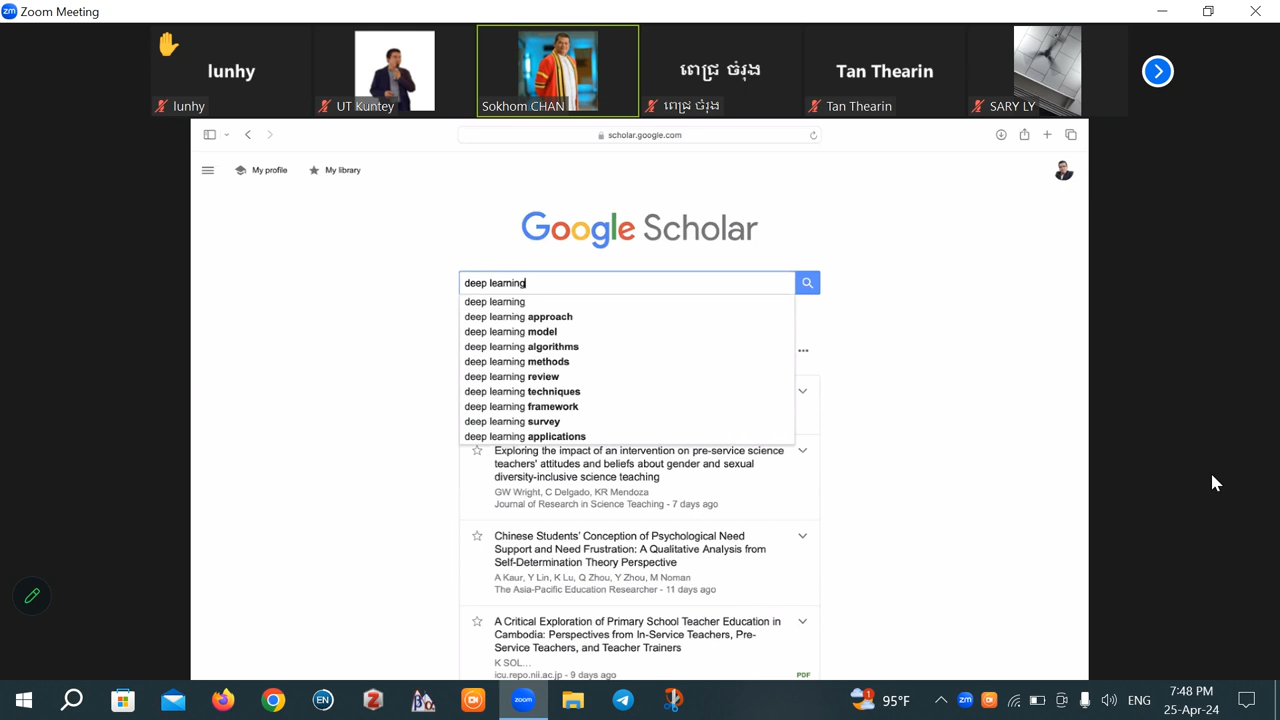 Zoom Meeting
lunhy
lunhy
UT Kuntey
Sokhom CHAN
ពេជ្រ ចំរុង
ពេជ្រ ចំរុង
Tan Thearin
Tan Thearin
SARY LY
scholar.google.com
My profile
My library
Google Scholar
deep learning
deep learning
deep learning approach
deep learning model
deep learning algorithms
deep learning methods
deep learning review
deep learning techniques
deep learning framework
deep learning survey
deep learning applications
Exploring the impact of an intervention on pre-service science
teachers' attitudes and beliefs about gender and sexual
diversity-inclusive science teaching
GW Wright, C Delgado, KR Mendoza
Journal of Research in Science Teaching - 7 days ago
Chinese Students' Conception of Psychological Need
Support and Need Frustration: A Qualitative Analysis from
Self-Determination Theory Perspective
A Kaur, Y Lin, K Lu, Q Zhou, Y Zhou, M Noman
The Asia-Pacific Education Researcher - 11 days ago
A Critical Exploration of Primary School Teacher Education in
Cambodia: Perspectives from In-Service Teachers, Pre-
Service Teachers, and Teacher Trainers
K SOL...
icu.repo.nii.ac.jp - 9 days ago
PDF
EN
zoom
1
95°F
zm
ENG
7:48 PM
25-Apr-24